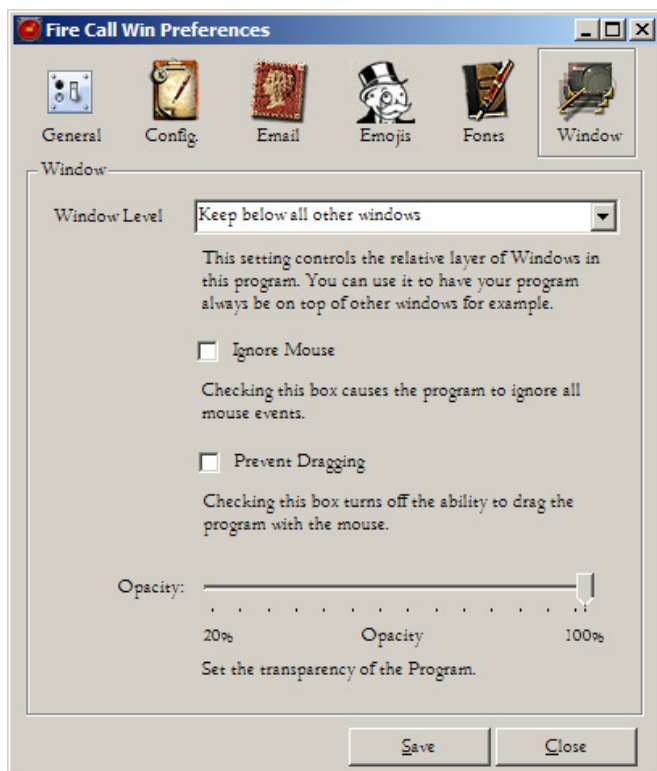 Fire Call Win Preferences
General Config. Email Emojis Fonts Window
Window
Window Level Keep below all other windows
This setting controls the relative layer of Windows in
this program. You can use it to have your program
always be on top of other windows for example.
Ignore Mouse
Checking this box causes the program to ignore all
mouse events.
Prevent Dragging
Checking this box turns off the ability to drag the
program with the mouse.
Opacity:
20% Opacity 100%
Set the transparency of the Program.
Save Close